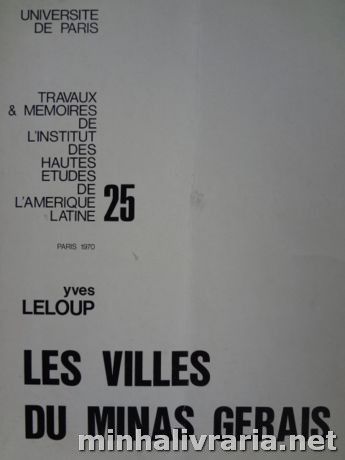 UNIVERSITE
DE PARIS
TRAVAUX
& MEMOIRES
DE
L'INSTITUT
DES
HAUTES
ETUDES
DE
L'AMERIQUE
LATINE 25
PARIS 1970
yves
LELOUP
LES VILLES
DU MINAS GERAIS
minhalivraria.net